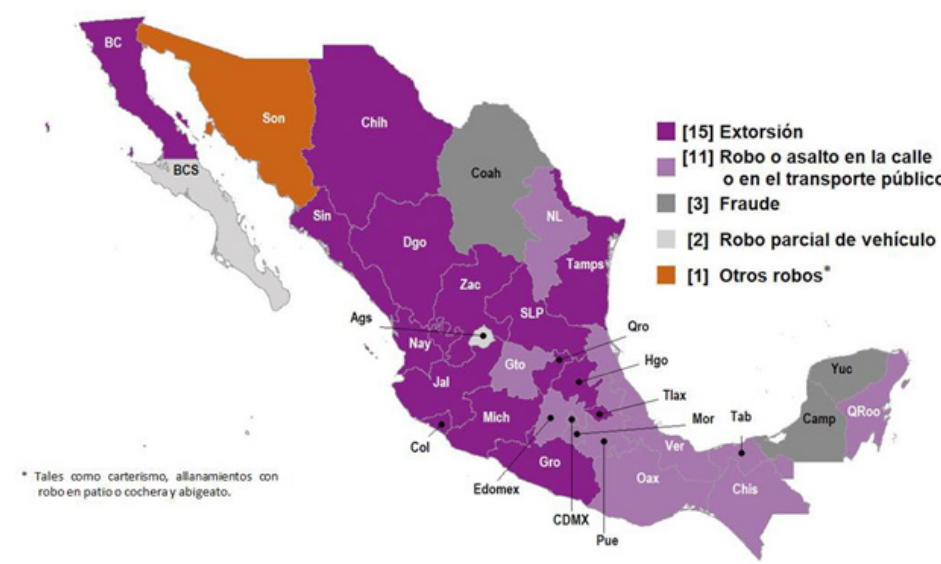 BC
Son
Chih
BCS
Coah
Sin
NL
Dgo
Tamps
Zac
SLP
Ags
Nay
Gto
Qro
Hgo
Jal
Tlax
Mich
Mor
Tab
Col
Gro
Ver
Yuc
Camp
QRoo
Edomex
Oax
Chis
CDMX
Pue
[15] Extorsión
[11] Robo o asalto en la calle
o en el transporte público
[3] Fraude
[2] Robo parcial de vehículo
[1] Otros robos*
* Tales como carterismo, allanamientos con
robo en patio o cochera y abigeato.